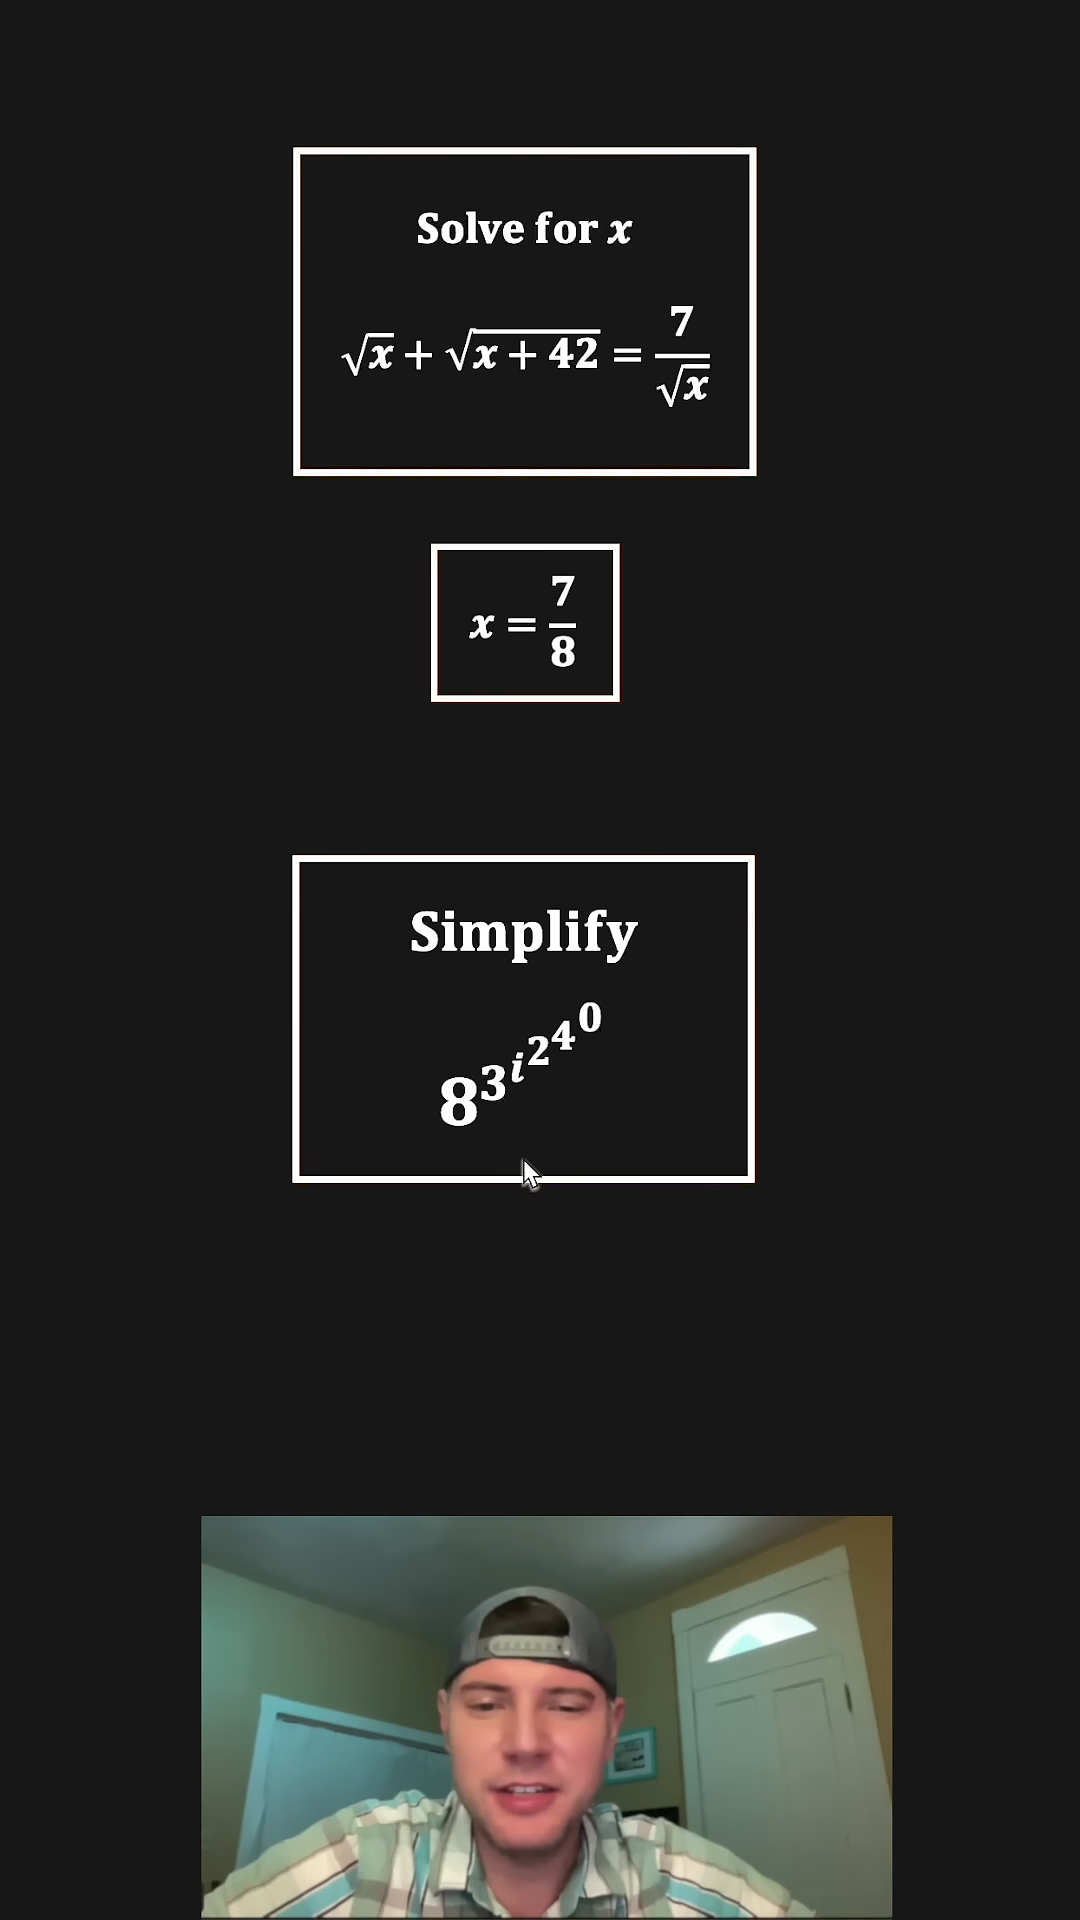 Solve for x
√x + √(x + 42) = 7/√x
x = 7/8
Simplify
8^3^i^2^4^0